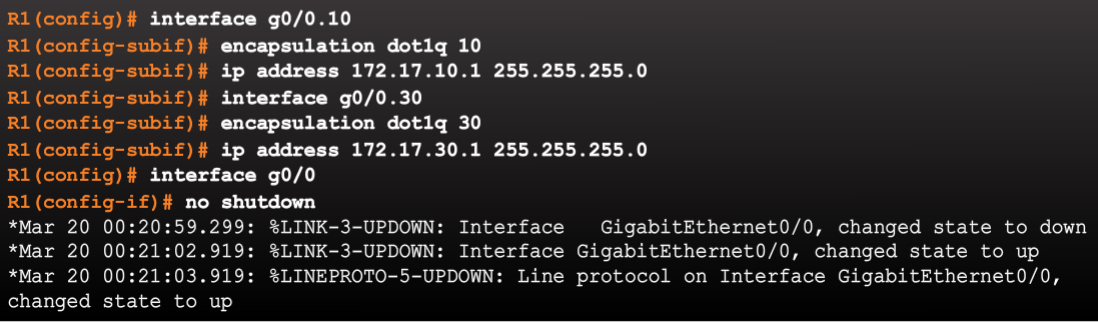 R1(config)# interface g0/0.10
R1(config-subif)# encapsulation dot1q 10
R1(config-subif)# ip address 172.17.10.1 255.255.255.0
R1(config-subif)# interface g0/0.30
R1(config-subif)# encapsulation dot1q 30
R1(config-subif)# ip address 172.17.30.1 255.255.255.0
R1(config)# interface g0/0
R1(config-if)# no shutdown
*Mar 20 00:20:59.299: %LINK-3-UPDOWN: Interface   GigabitEthernet0/0, changed state to down
*Mar 20 00:21:02.919: %LINK-3-UPDOWN: Interface GigabitEthernet0/0, changed state to up
*Mar 20 00:21:03.919: %LINEPROTO-5-UPDOWN: Line protocol on Interface GigabitEthernet0/0,
changed state to up